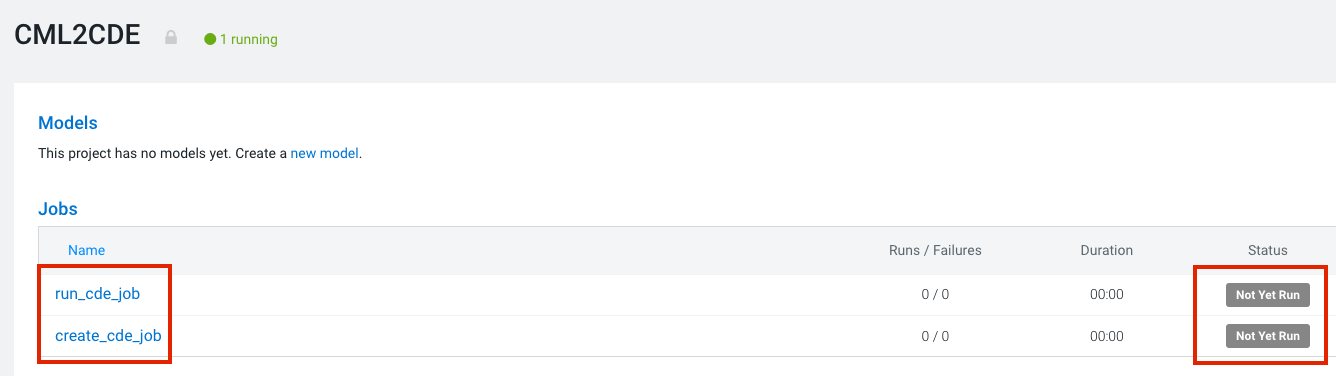 CML2CDE 1 running
Models
This project has no models yet. Create a new model.
Jobs
Name Runs / Failures Duration Status
run_cde_job 0 / 0 00:00 Not Yet Run
create_cde_job 0 / 0 00:00 Not Yet Run